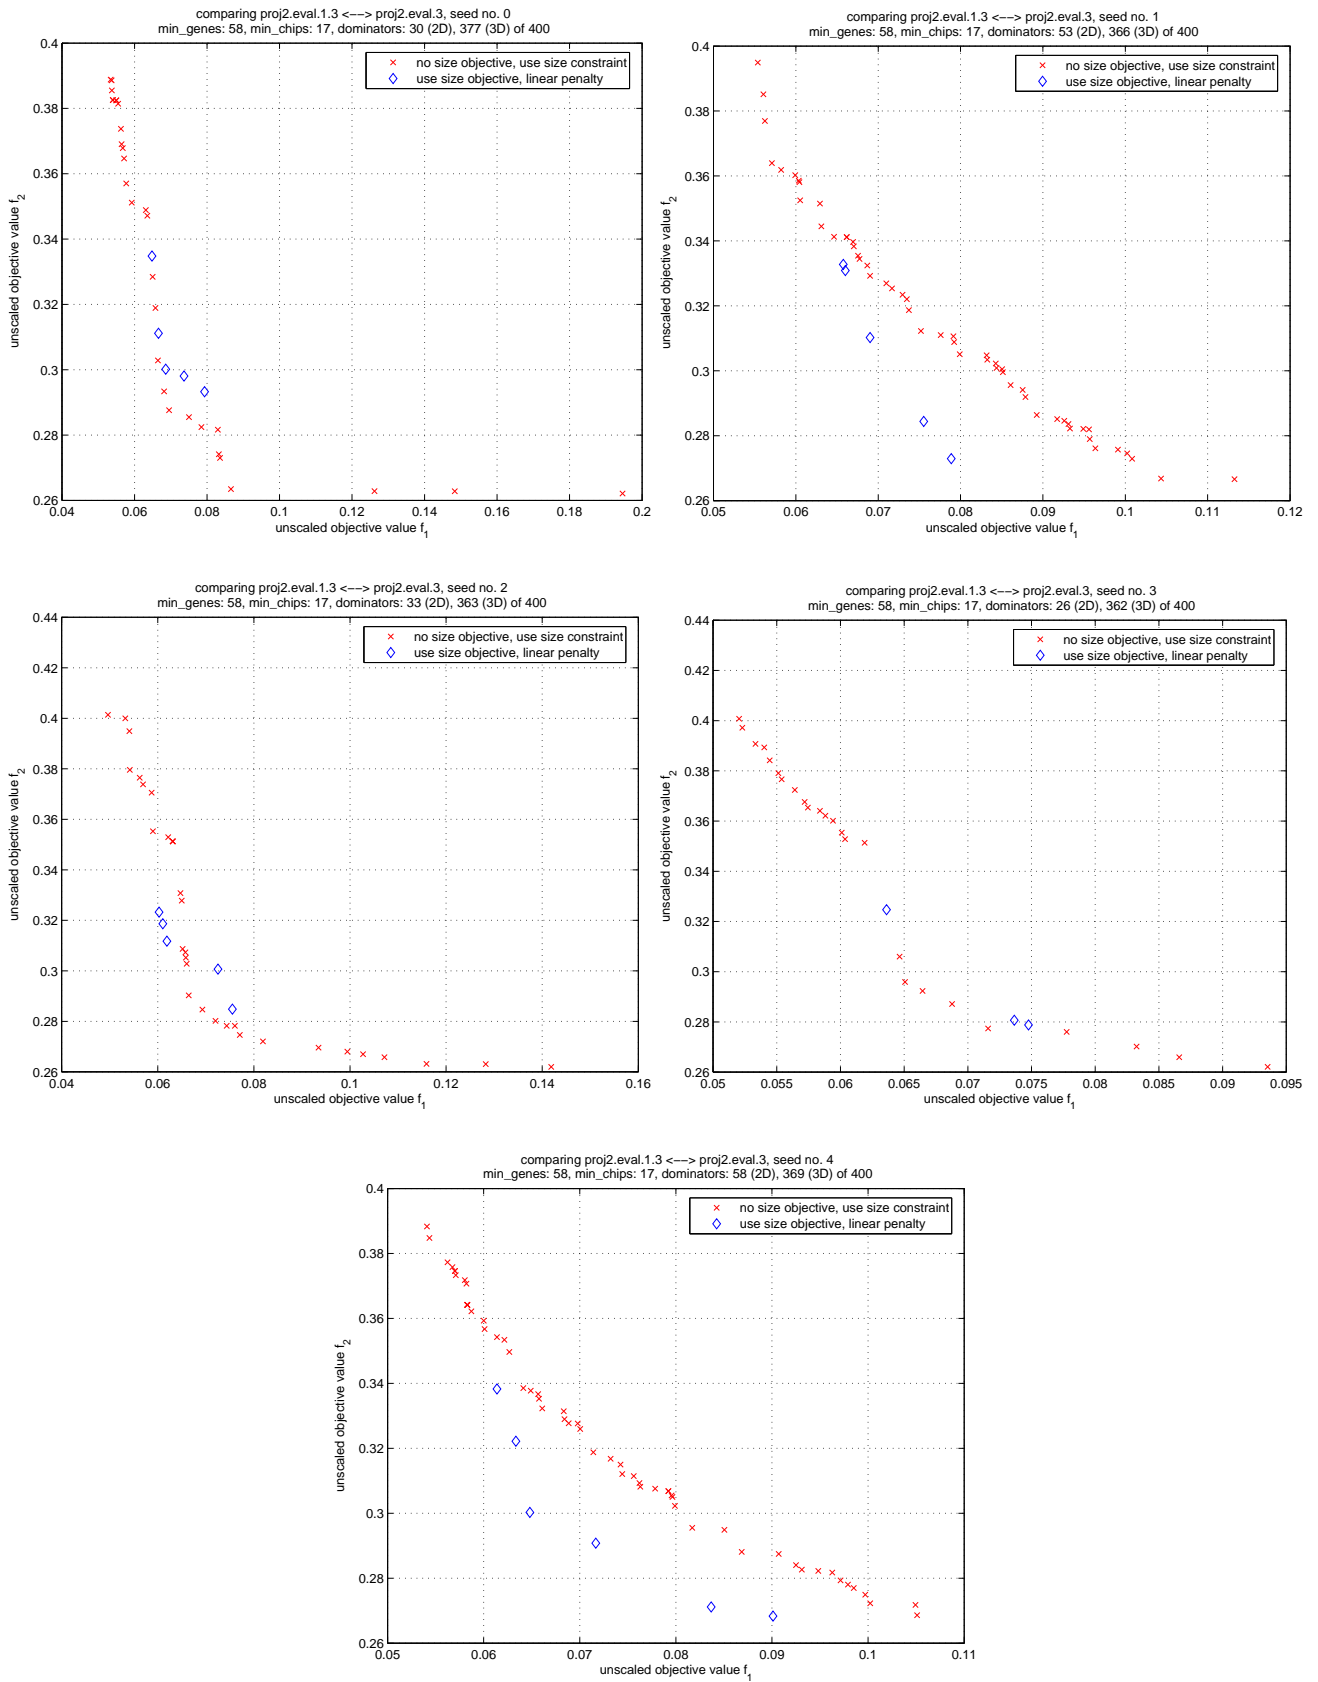 comparing proj2.eval.1.3 <−−> proj2.eval.3, seed no. 0
min_genes: 58, min_chips: 17, dominators: 30 (2D), 377 (3D) of 400
no size objective, use size constraint
use size objective, linear penalty
0.4
0.38
0.36
0.34
0.32
0.3
0.28
0.26
unscaled objective value f_2
0.04 0.06 0.08 0.1 0.12 0.14 0.16 0.18 0.2
unscaled objective value f_1
comparing proj2.eval.1.3 <−−> proj2.eval.3, seed no. 1
min_genes: 58, min_chips: 17, dominators: 53 (2D), 366 (3D) of 400
no size objective, use size constraint
use size objective, linear penalty
0.4
0.38
0.36
0.34
0.32
0.3
0.28
0.26
unscaled objective value f_2
0.05 0.06 0.07 0.08 0.09 0.1 0.11 0.12
unscaled objective value f_1
comparing proj2.eval.1.3 <−−> proj2.eval.3, seed no. 2
min_genes: 58, min_chips: 17, dominators: 33 (2D), 363 (3D) of 400
no size objective, use size constraint
use size objective, linear penalty
0.44
0.42
0.4
0.38
0.36
0.34
0.32
0.3
0.28
0.26
unscaled objective value f_2
0.04 0.06 0.08 0.1 0.12 0.14 0.16
unscaled objective value f_1
comparing proj2.eval.1.3 <−−> proj2.eval.3, seed no. 3
min_genes: 58, min_chips: 17, dominators: 26 (2D), 362 (3D) of 400
no size objective, use size constraint
use size objective, linear penalty
0.44
0.42
0.4
0.38
0.36
0.34
0.32
0.3
0.28
0.26
unscaled objective value f_2
0.05 0.055 0.06 0.065 0.07 0.075 0.08 0.085 0.09 0.095
unscaled objective value f_1
comparing proj2.eval.1.3 <−−> proj2.eval.3, seed no. 4
min_genes: 58, min_chips: 17, dominators: 58 (2D), 369 (3D) of 400
no size objective, use size constraint
use size objective, linear penalty
0.4
0.38
0.36
0.34
0.32
0.3
0.28
0.26
unscaled objective value f_2
0.05 0.06 0.07 0.08 0.09 0.1 0.11
unscaled objective value f_1